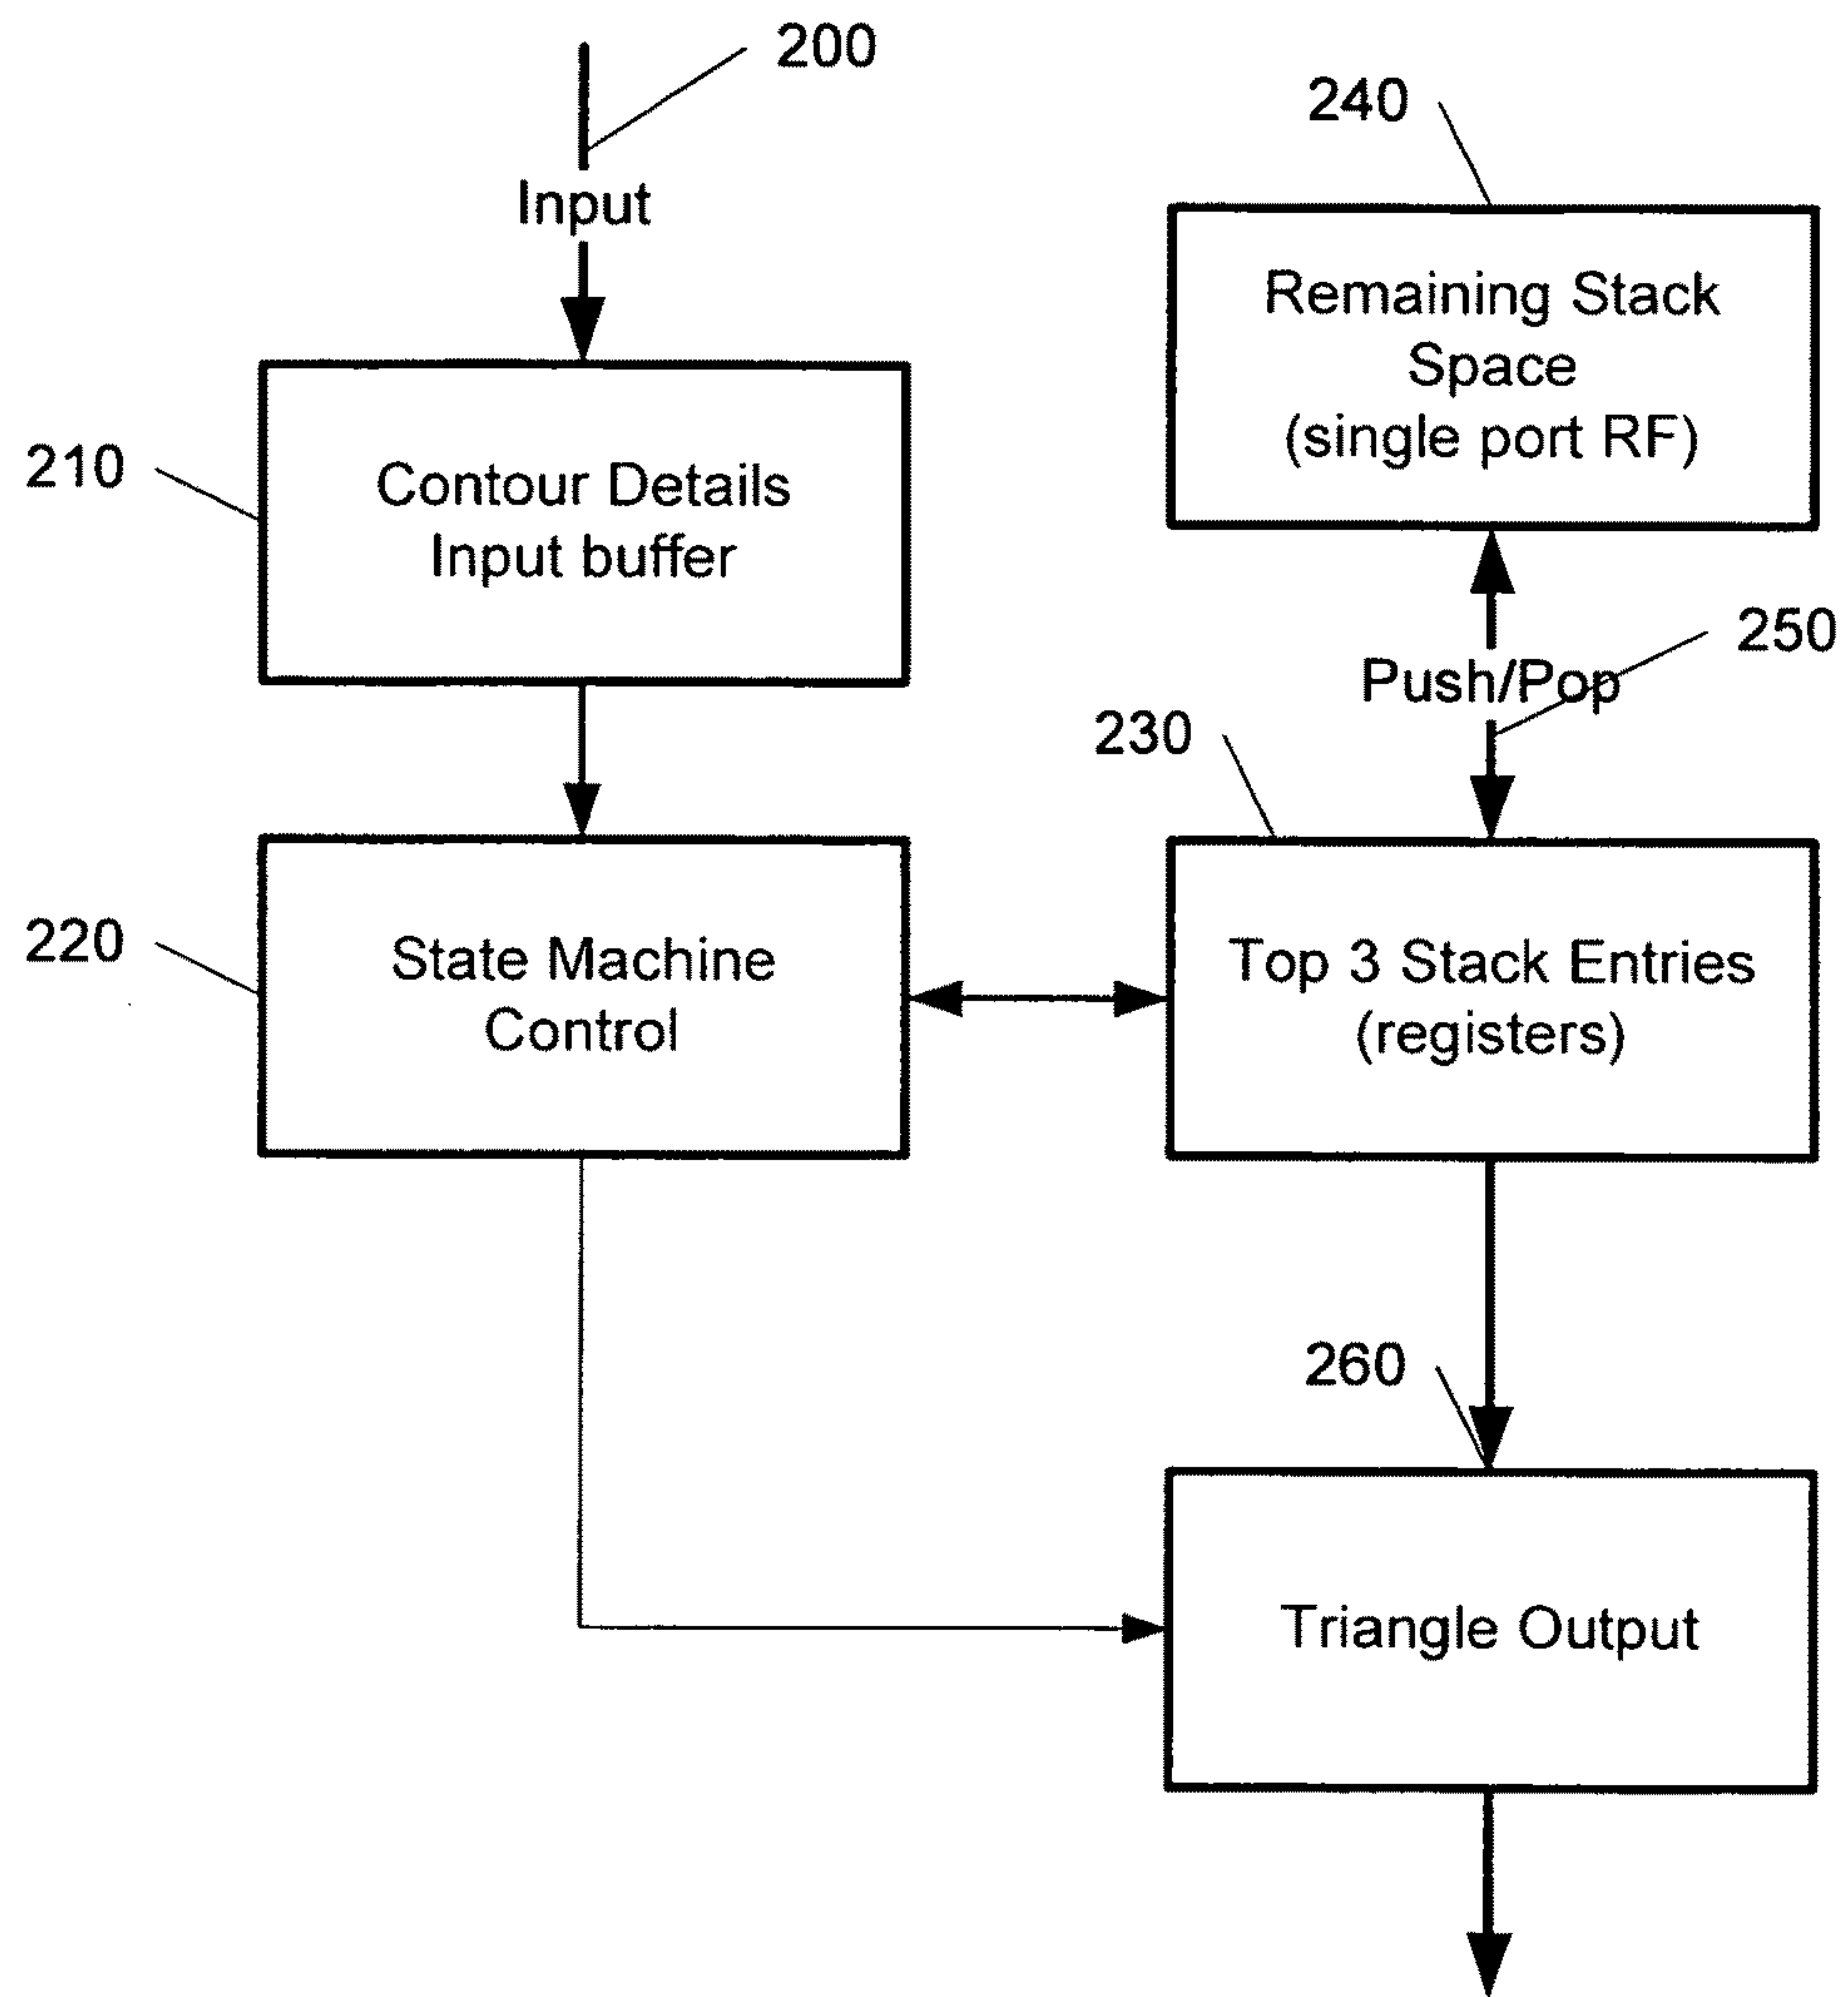 200
Input
240
Remaining Stack
Space
(single port RF)
210
Contour Details
Input buffer
250
Push/Pop
230
220
State Machine
Control
Top 3 Stack Entries
(registers)
260
Triangle Output